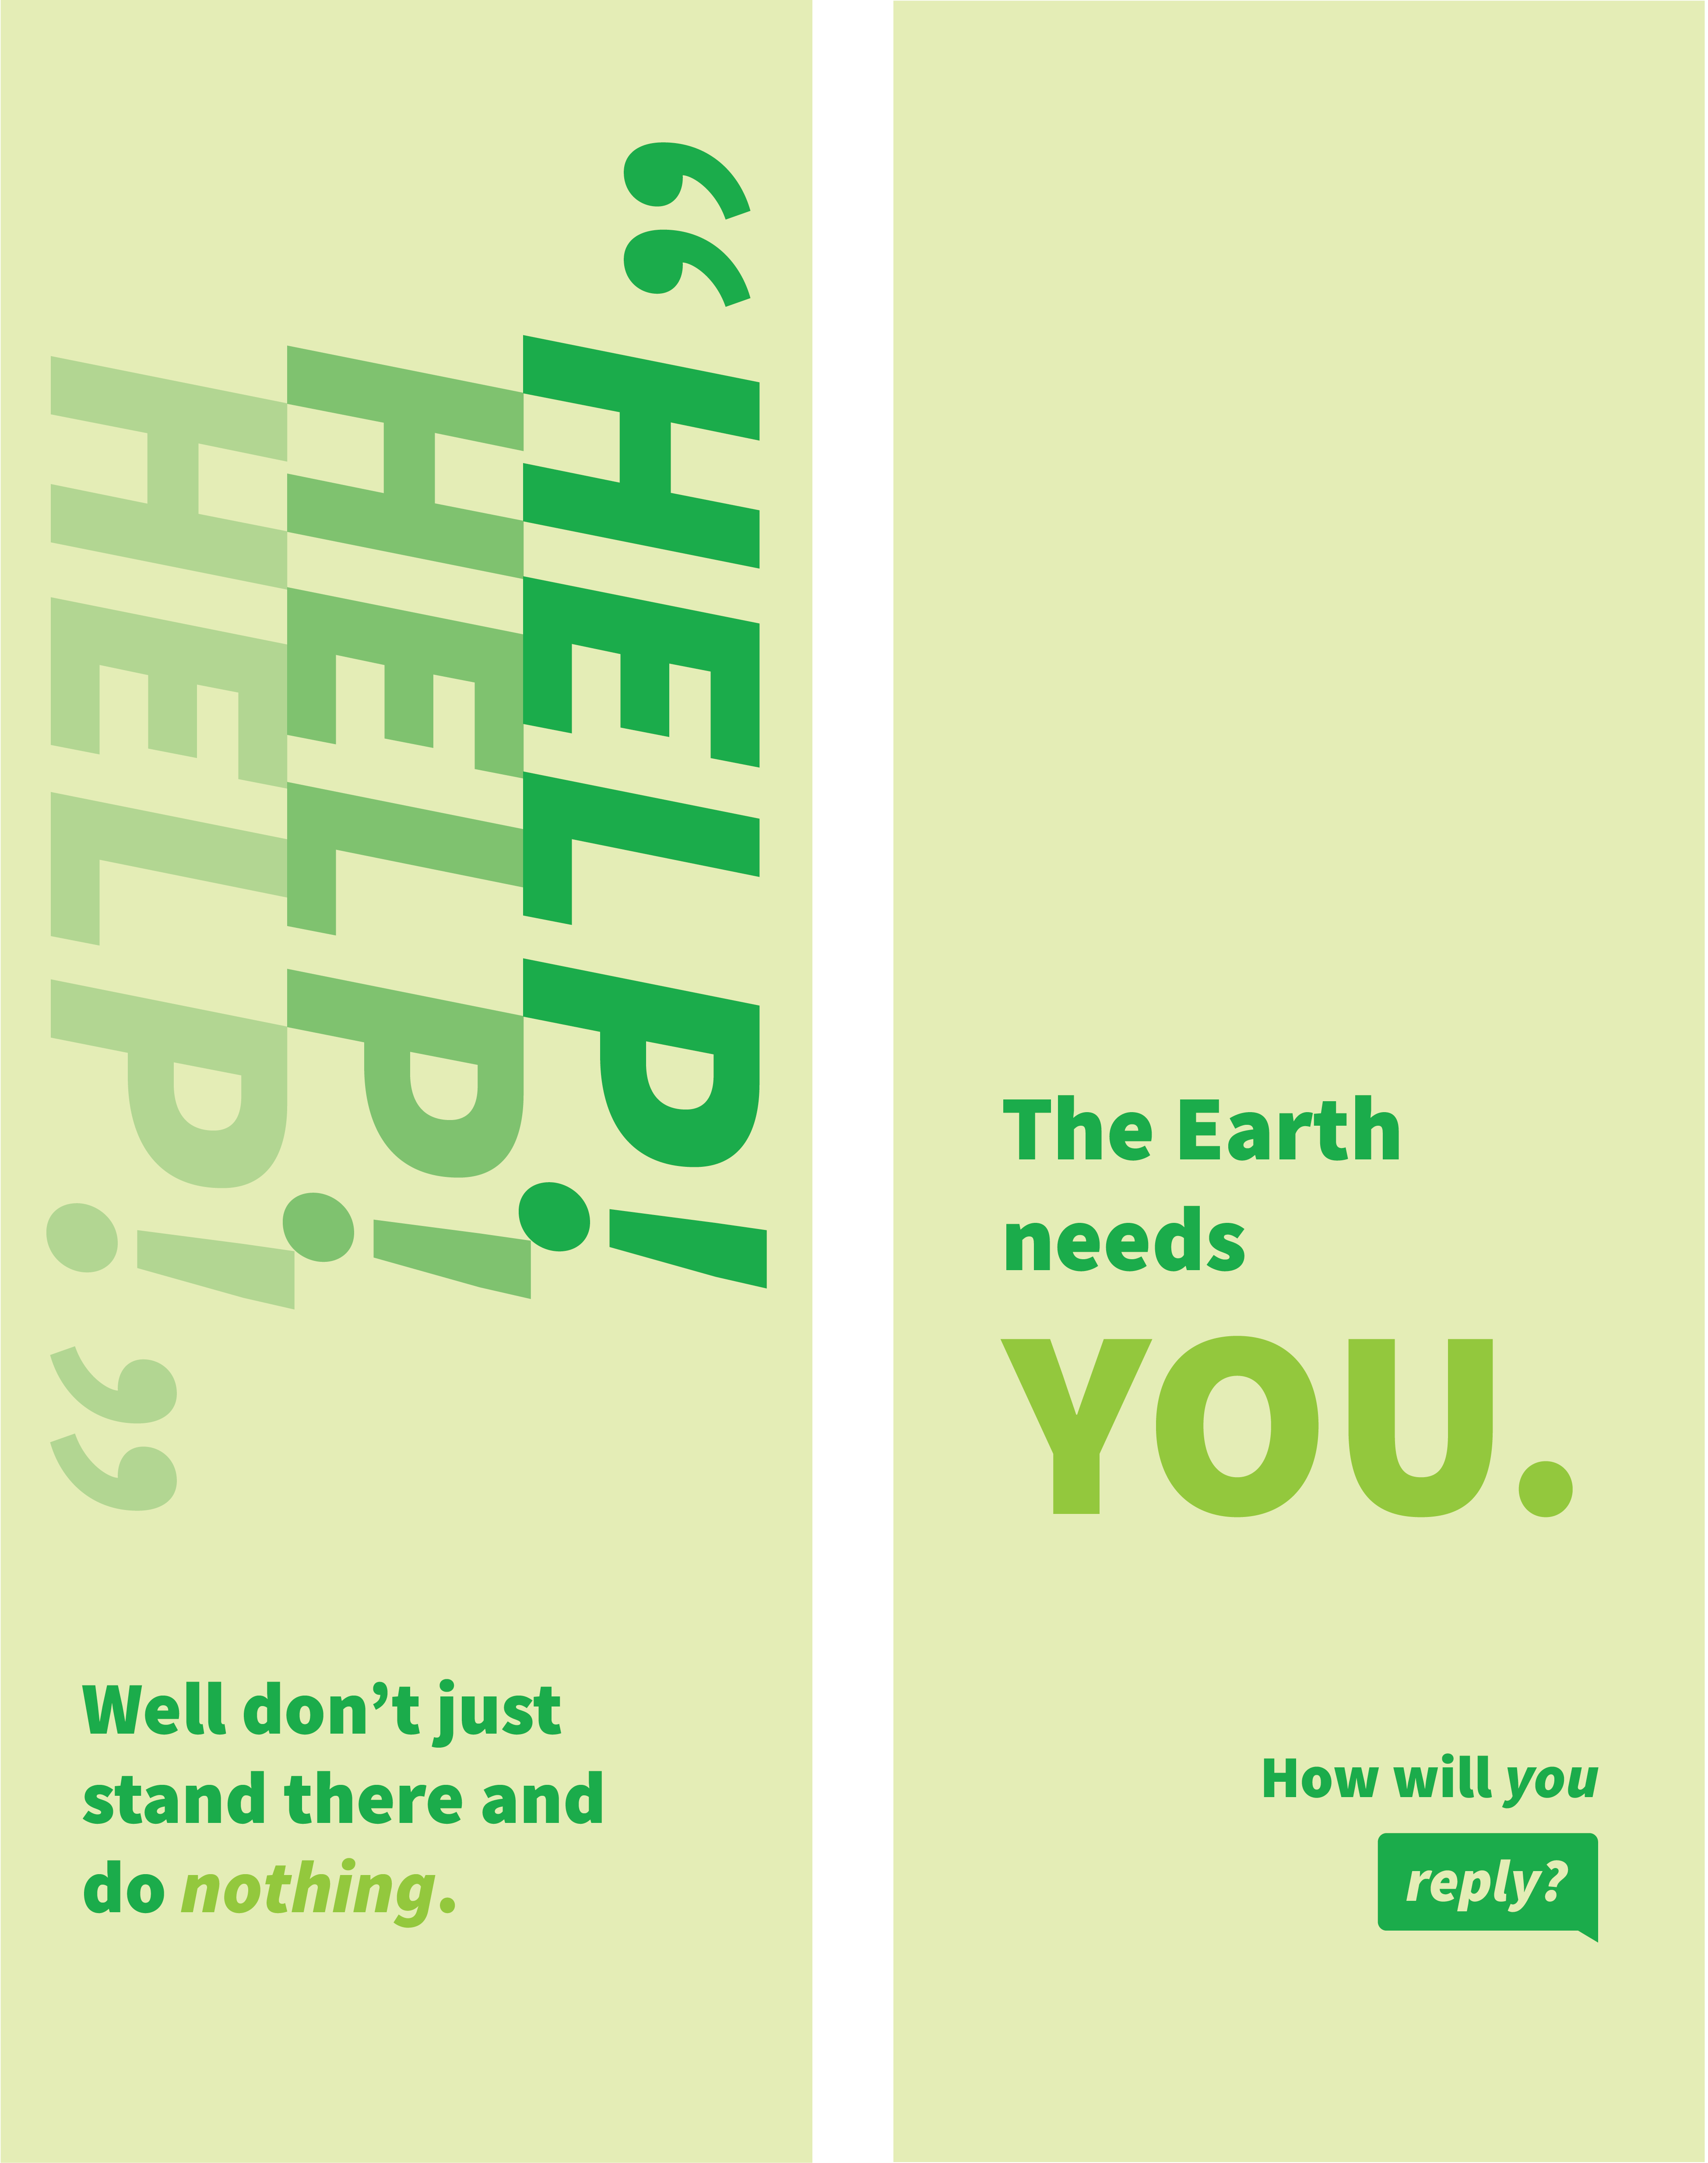 “HELP!
HELP!
HELP!”
Well don’t just
stand there and
do nothing.
The Earth
needs
YOU.
How will you
reply?